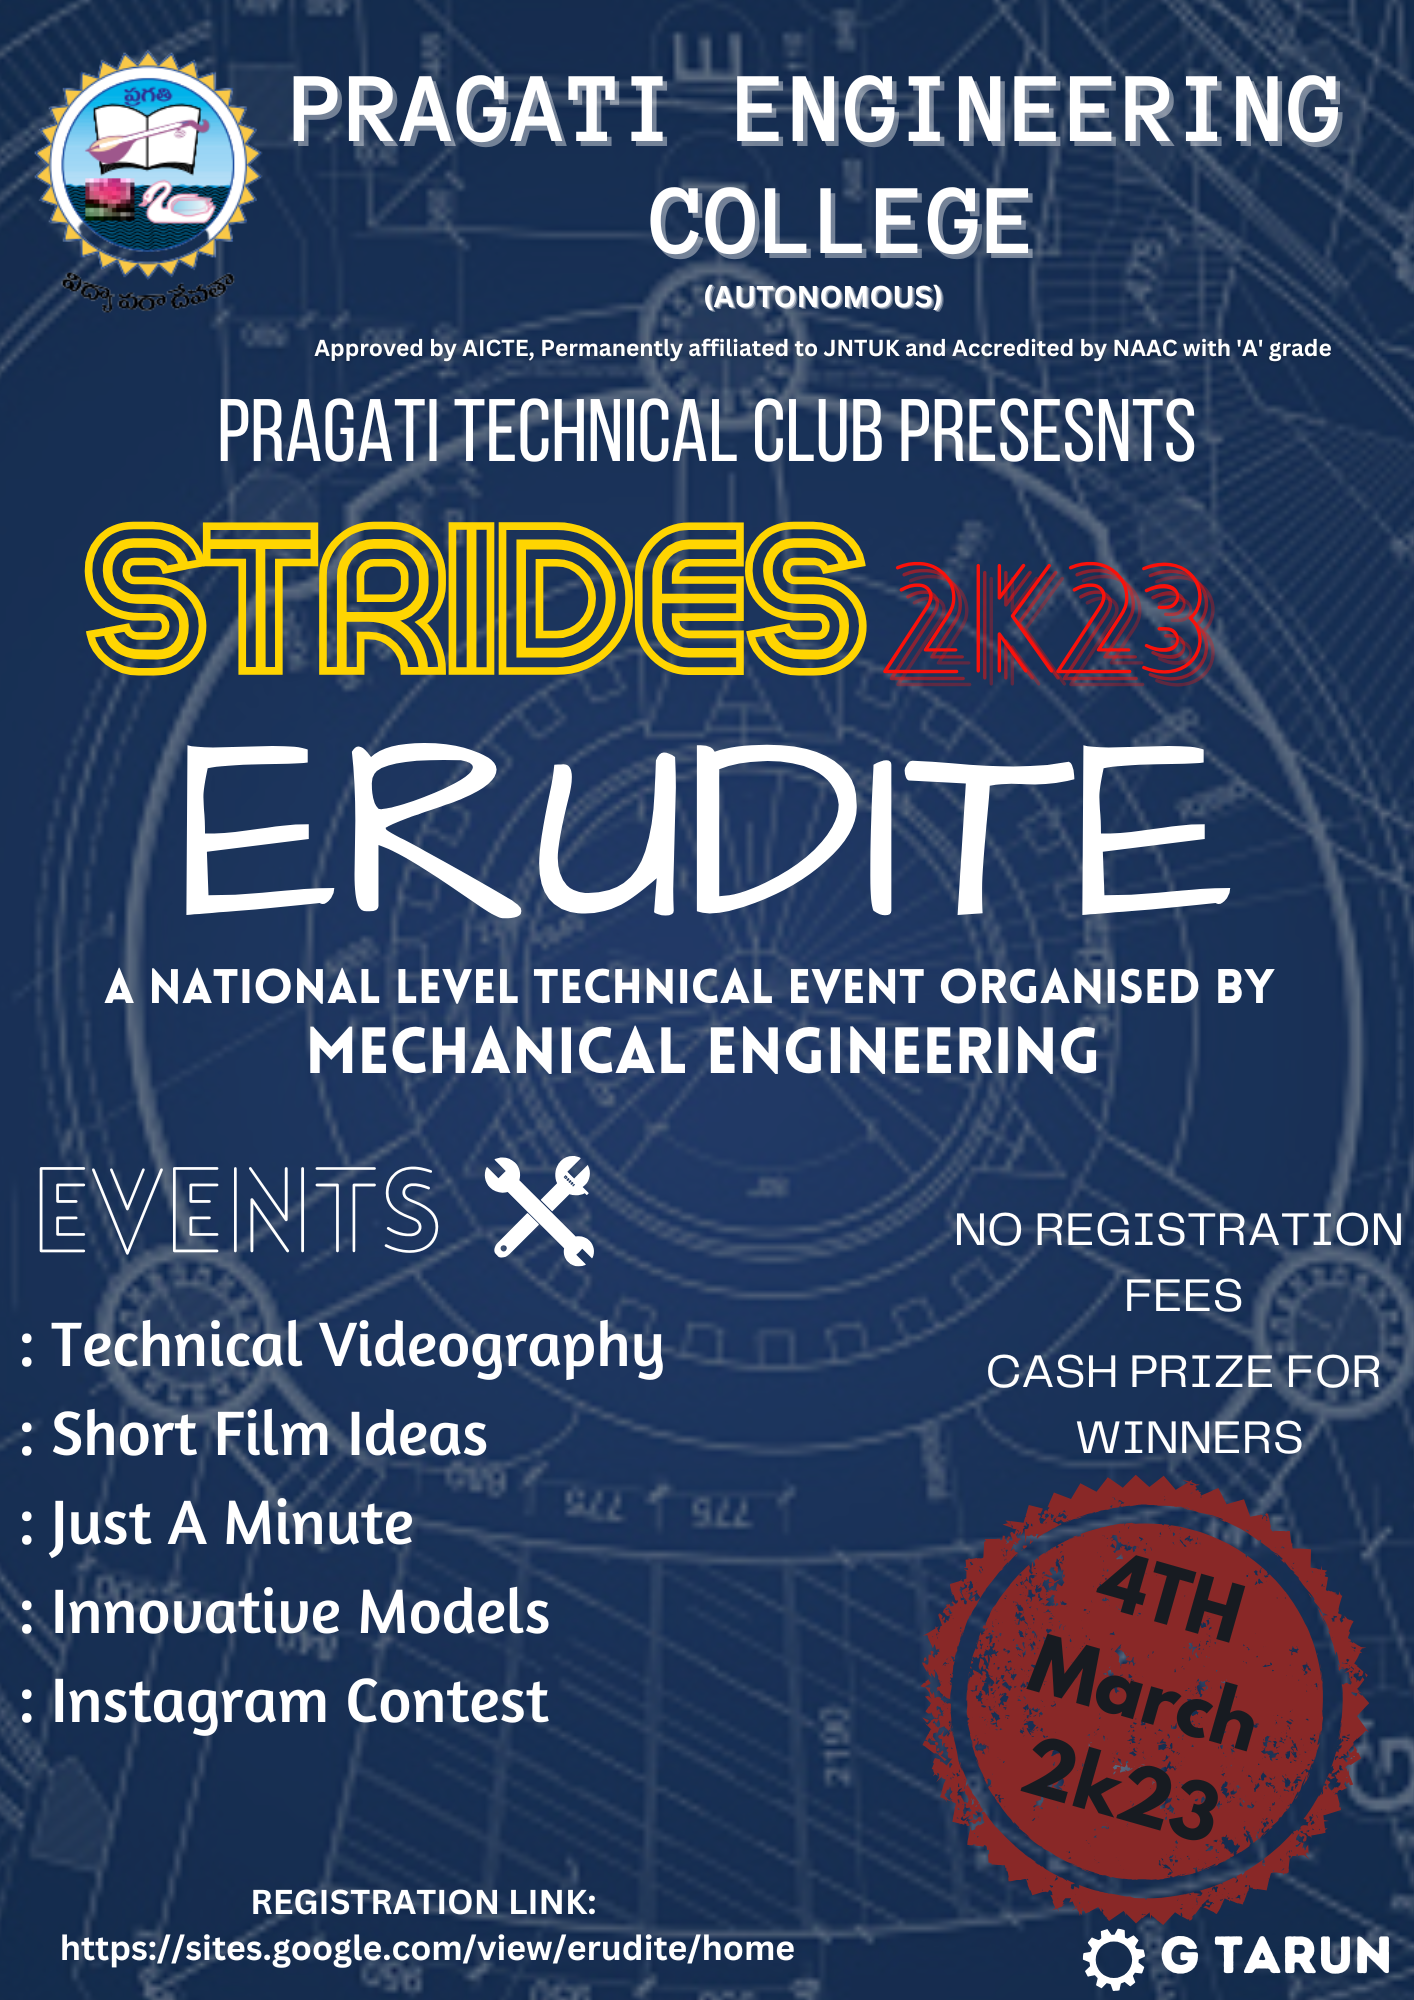 ప్రగతి
విద్యా పరా దేవతా
PRAGATI ENGINEERING
COLLEGE
(AUTONOMOUS)
Approved by AICTE, Permanently affiliated to JNTUK and Accredited by NAAC with 'A' grade
PRAGATI TECHNICAL CLUB PRESESNTS
STRIDES 2K23
ERUDITE
A NATIONAL LEVEL TECHNICAL EVENT ORGANISED BY
MECHANICAL ENGINEERING
EVENTS
: Technical Videography
: Short Film Ideas
: Just A Minute
: Innovative Models
: Instagram Contest
NO REGISTRATION
FEES
CASH PRIZE FOR
WINNERS
4TH
March
2k23
REGISTRATION LINK:
https://sites.google.com/view/erudite/home
G TARUN